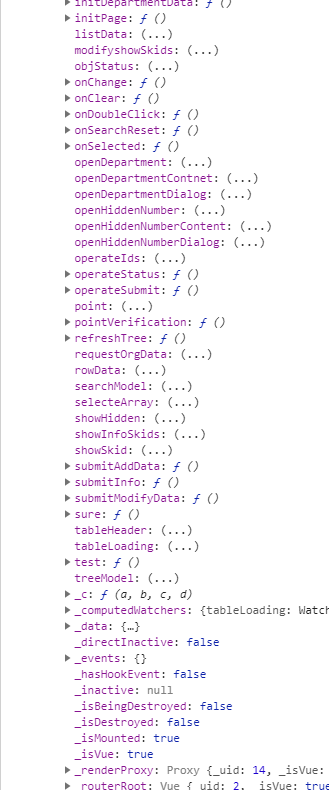 initDepartmentData: ƒ ()
initPage: ƒ ()
listData: (...)
modifyshowSkids: (...)
objStatus: (...)
onChange: ƒ ()
onClear: ƒ ()
onDoubleClick: ƒ ()
onSearchReset: ƒ ()
onSelected: ƒ ()
openDepartment: (...)
openDepartmentContnet: (...)
openDepartmentDialog: (...)
openHiddenNumber: (...)
openHiddenNumberContent: (...)
openHiddenNumberDialog: (...)
operateIds: (...)
operateStatus: ƒ ()
operateSubmit: ƒ ()
point: (...)
pointVerification: ƒ ()
refreshTree: ƒ ()
requestOrgData: (...)
rowData: (...)
searchModel: (...)
selecteArray: (...)
showHidden: (...)
showInfoSkids: (...)
showSkid: (...)
submitAddData: ƒ ()
submitInfo: ƒ ()
submitModifyData: ƒ ()
sure: ƒ ()
tableHeader: (...)
tableLoading: (...)
test: ƒ ()
treeModel: (...)
_c: ƒ (a, b, c, d)
_computedWatchers: {tableLoading: Watch
_data: {…}
_directInactive: false
_events: {}
_hasHookEvent: false
_inactive: null
_isBeingDestroyed: false
_isDestroyed: false
_isMounted: true
_isVue: true
_renderProxy: Proxy {_uid: 14, _isVue:
_routerRoot: Vue {_uid: 2, _isVue: true